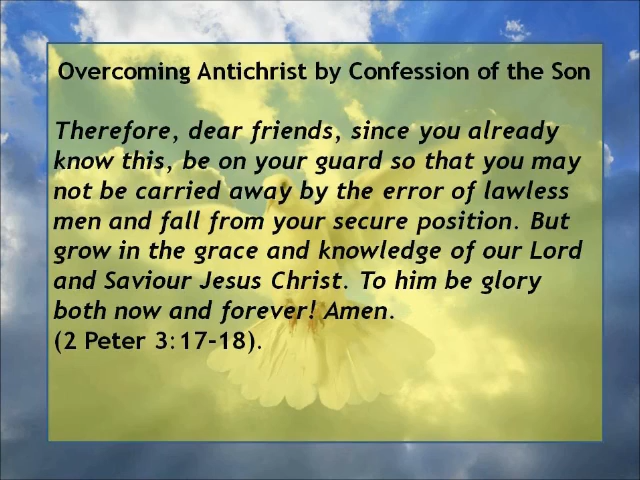 Overcoming Antichrist by Confession of the Son
Therefore, dear friends, since you already
know this, be on your guard so that you may
not be carried away by the error of lawless
men and fall from your secure position. But
grow in the grace and knowledge of our Lord
and Saviour Jesus Christ. To him be glory
both now and forever! Amen.
(2 Peter 3:17-18).